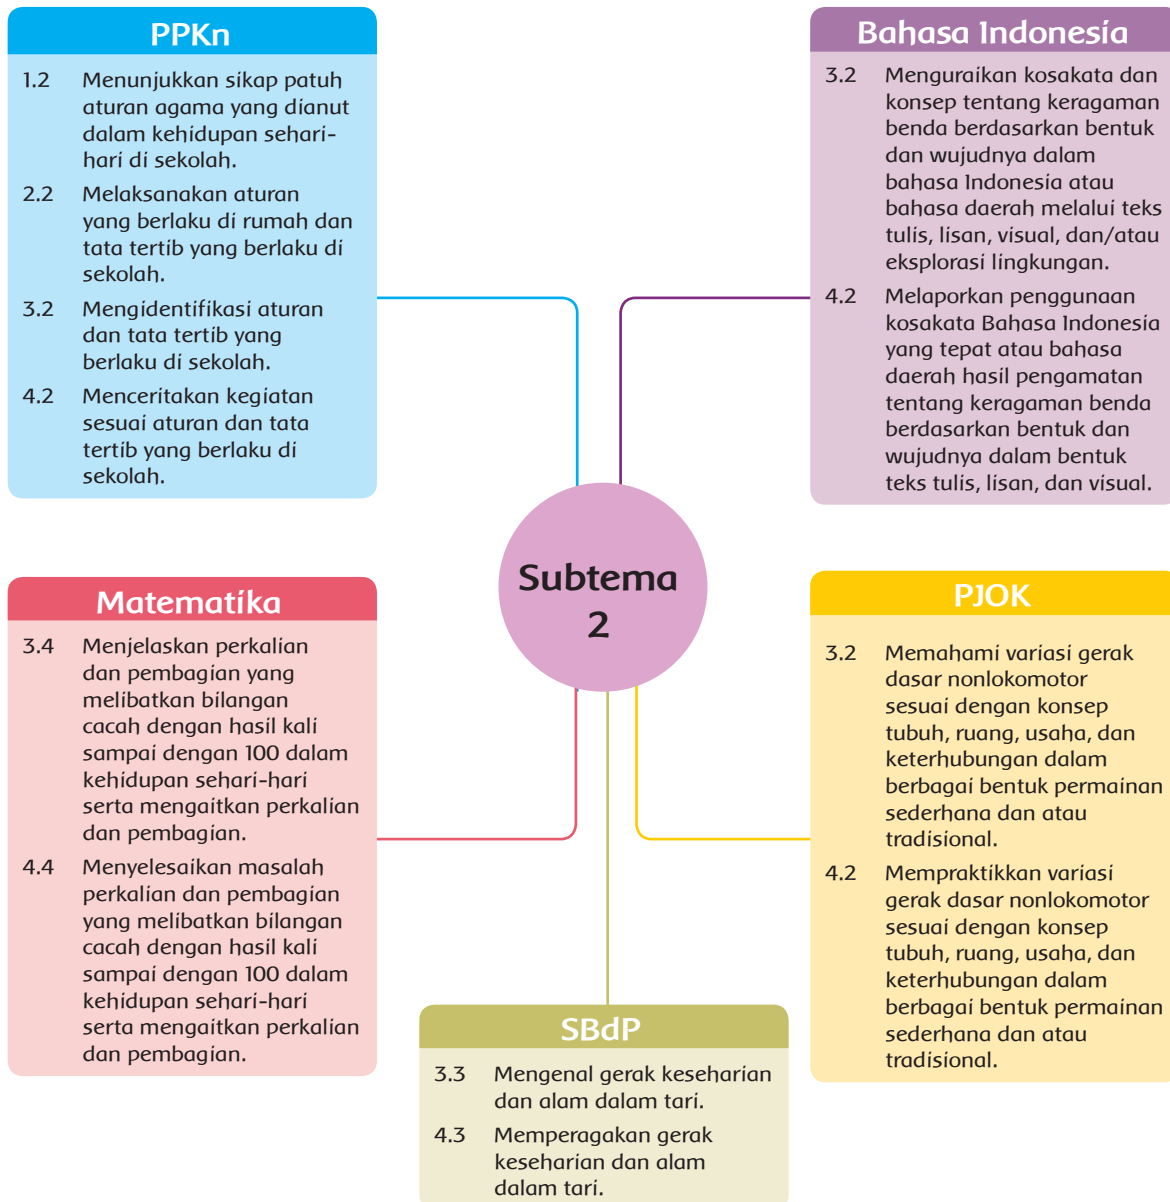 PPKn
1.2 Menunjukkan sikap patuh
aturan agama yang dianut
dalam kehidupan sehari-
hari di sekolah.
2.2 Melaksanakan aturan
yang berlaku di rumah dan
tata tertib yang berlaku di
sekolah.
3.2 Mengidentifikasi aturan
dan tata tertib yang
berlaku di sekolah.
4.2 Menceritakan kegiatan
sesuai aturan dan tata
tertib yang berlaku di
sekolah.
Bahasa Indonesia
3.2 Menguraikan kosakata dan
konsep tentang keragaman
benda berdasarkan bentuk
dan wujudnya dalam
bahasa Indonesia atau
bahasa daerah melalui teks
tulis, lisan, visual, dan/atau
eksplorasi lingkungan.
4.2 Melaporkan penggunaan
kosakata Bahasa Indonesia
yang tepat atau bahasa
daerah hasil pengamatan
tentang keragaman benda
berdasarkan bentuk dan
wujudnya dalam bentuk
teks tulis, lisan, dan visual.
Subtema
2
Matematika
3.4 Menjelaskan perkalian
dan pembagian yang
melibatkan bilangan
cacah dengan hasil kali
sampai dengan 100 dalam
kehidupan sehari-hari
serta mengaitkan perkalian
dan pembagian.
4.4 Menyelesaikan masalah
perkalian dan pembagian
yang melibatkan bilangan
cacah dengan hasil kali
sampai dengan 100 dalam
kehidupan sehari-hari
serta mengaitkan perkalian
dan pembagian.
PJOK
3.2 Memahami variasi gerak
dasar nonlokomotor
sesuai dengan konsep
tubuh, ruang, usaha, dan
keterhubungan dalam
berbagai bentuk permainan
sederhana dan atau
tradisional.
4.2 Mempraktikkan variasi
gerak dasar nonlokomotor
sesuai dengan konsep
tubuh, ruang, usaha, dan
keterhubungan dalam
berbagai bentuk permainan
sederhana dan atau
tradisional.
SBdP
3.3 Mengenal gerak keseharian
dan alam dalam tari.
4.3 Memperagakan gerak
keseharian dan alam
dalam tari.